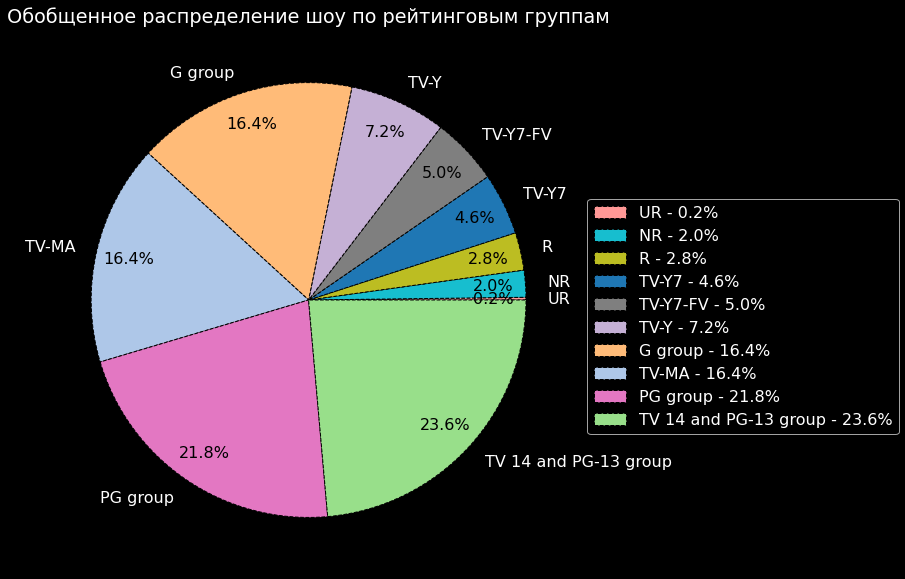 Обобщенное распределение шоу по рейтинговым группам
G group
16.4%
TV-Y
7.2%
TV-Y7-FV
5.0%
TV-Y7
4.6%
R
2.8%
NR
2.0%
UR
0.2%
TV-MA
16.4%
PG group
21.8%
TV 14 and PG-13 group
23.6%
UR - 0.2%
NR - 2.0%
R - 2.8%
TV-Y7 - 4.6%
TV-Y7-FV - 5.0%
TV-Y - 7.2%
G group - 16.4%
TV-MA - 16.4%
PG group - 21.8%
TV 14 and PG-13 group - 23.6%